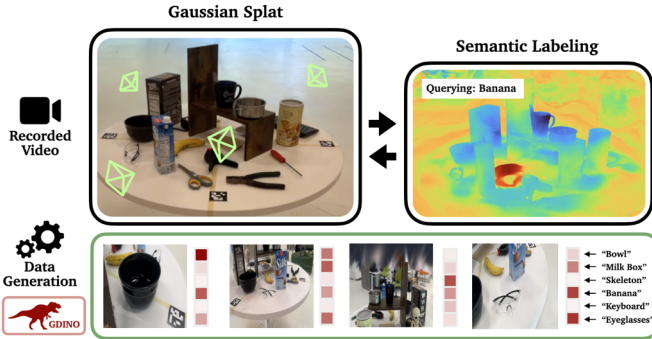 Gaussian Splat
Semantic Labeling
Recorded
Video
Querying: Banana
Data
Generation
GDINO
"Bowl"
"Milk Box"
"Skeleton"
"Banana"
"Keyboard"
"Eyeglasses"